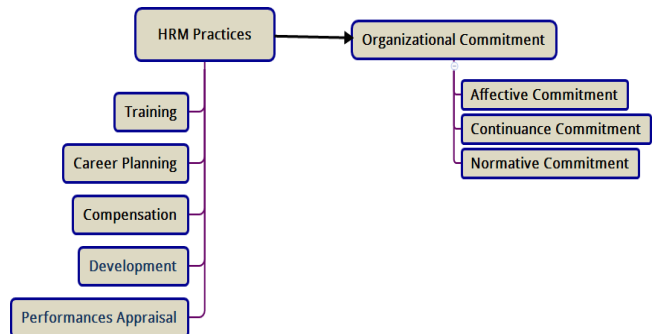 HRM Practices
Organizational Commitment
Training
Career Planning
Compensation
Development
Performances Appraisal
Affective Commitment
Continuance Commitment
Normative Commitment